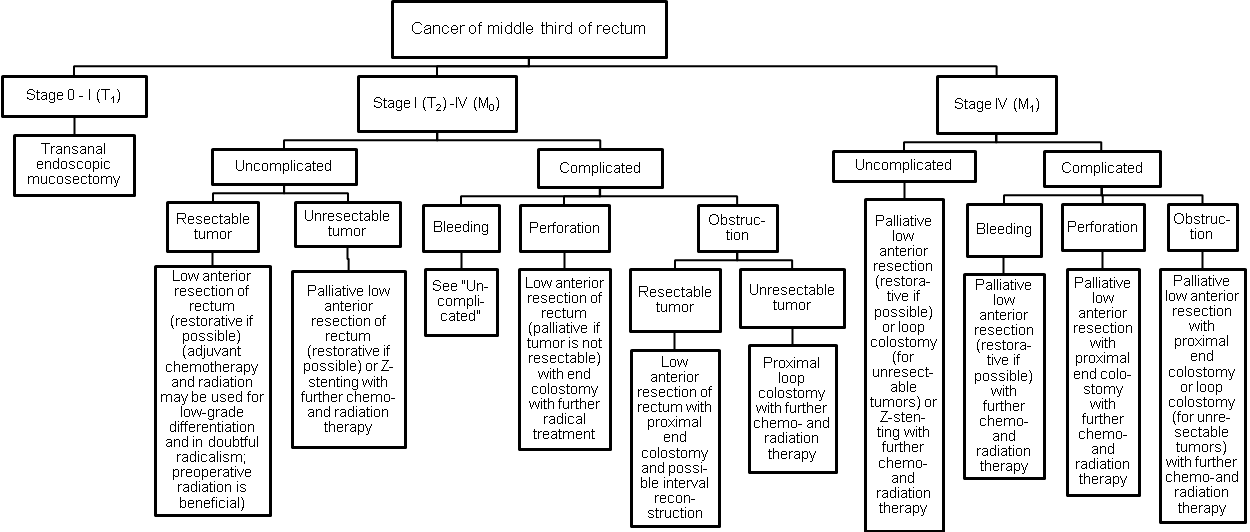 Cancer of middle third of rectum
Stage 0 - I (T₁)
Stage I (T₂) -IV (M₀)
Stage IV (M₁)
Transanal
endoscopic
mucosectomy
Uncomplicated
Complicated
Uncomplicated
Complicated
Resectable
tumor
Unresectable
tumor
Bleeding
Perforation
Obstruc-
tion
Palliative
low
anterior
resection
(restora-
tive if
possible) or
loop
colostomy
(for
unresect-
able
tumors) or
Z-sten-
ting with
further
chemo-
and
radiation
therapy
Bleeding
Perforation
Obstruc-
tion
Low anterior
resection of
rectum
(restorative if
possible)
(adjuvant
chemotherapy
and radiation
may be used for
low-grade
differentiation
and in doubtful
radicalism;
preoperative
radiation is
beneficial)
Palliative low
anterior
resection of
rectum
(restorative if
possible) or Z-
stenting with
further chemo-
and radiation
therapy
See "Un-
compli-
cated"
Low anterior
resection of
rectum
(palliative if
tumor is not
resectable)
with end
colostomy
with further
radical
treatment
Resectable
tumor
Unresectable
tumor
Low
anterior
resection of
rectum with
proximal
end
colostomy
and possi-
ble interval
recon-
struction
Proximal
loop
colostomy
with further
chemo- and
radiation
therapy
Palliative
low
anterior
resection
(restora-
tive if
possible)
with
further
chemo-
and
radiation
therapy
Palliative
low
anterior
resection
with
proximal
end colo-
stomy with
further
chemo-
and
radiation
therapy
Palliative
low anterior
resection
with
proximal
end
colostomy
or loop
colostomy
(for unre-
sectable
tumors)
with further
chemo-and
radiation
therapy